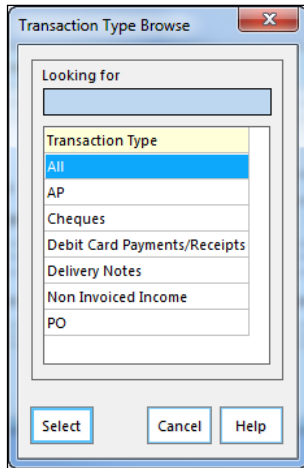 Transaction Type Browse
X
Looking for
Transaction Type
All
AP
Cheques
Debit Card Payments/Receipts
Delivery Notes
Non Invoiced Income
PO
Select Cancel Help